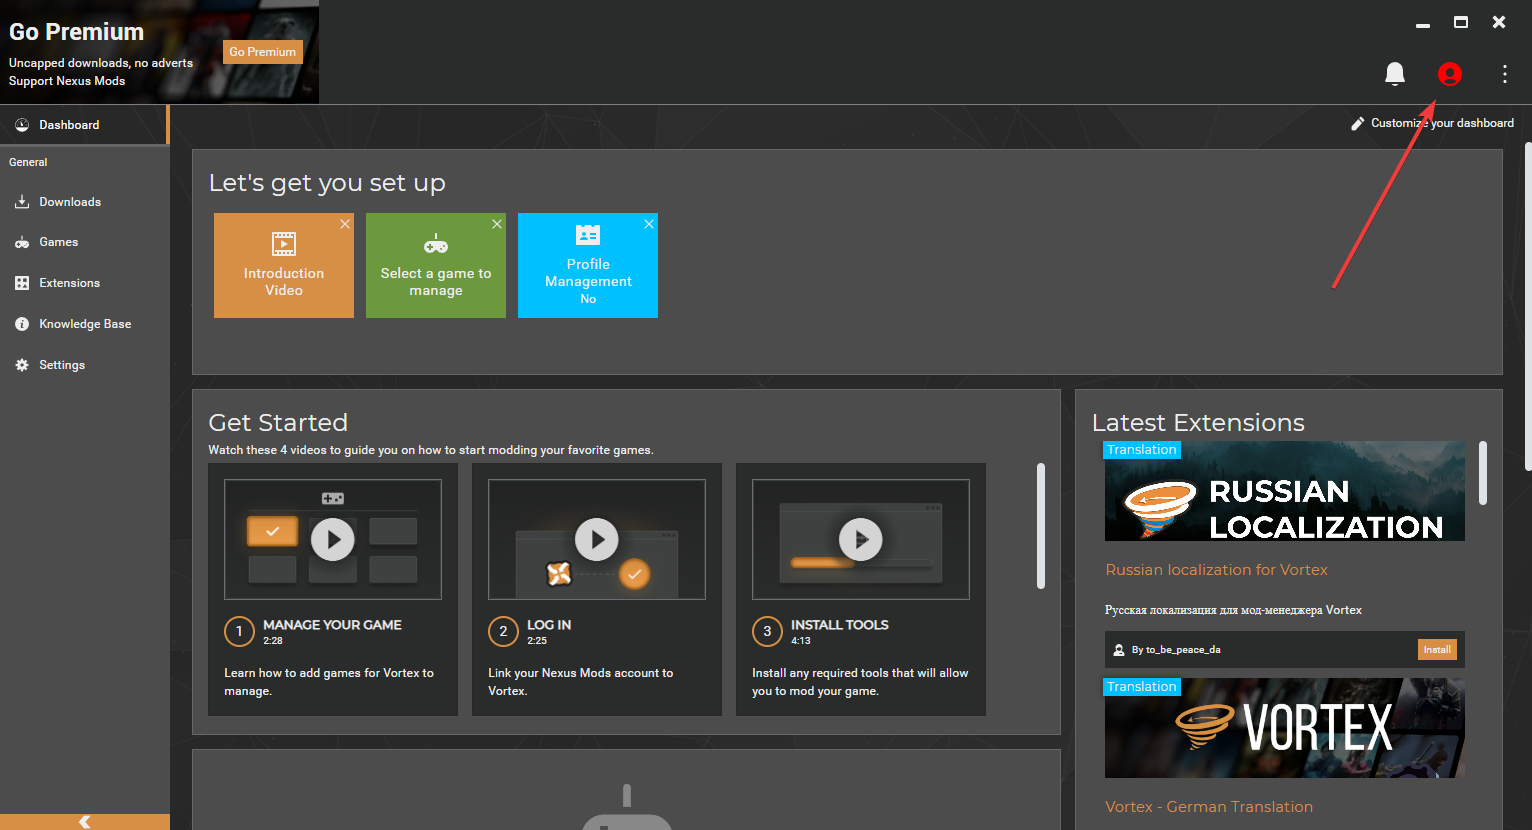 Go Premium
Uncapped downloads, no adverts
Support Nexus Mods
Go Premium
Customize your dashboard
Dashboard
General
Downloads
Games
Extensions
Knowledge Base
Settings
Let's get you set up
Introduction
Video
Select a game to
manage
Profile
Management
No
Get Started
Watch these 4 videos to guide you on how to start modding your favorite games.
1
MANAGE YOUR GAME
2:28
Learn how to add games for Vortex to
manage.
2
LOG IN
2:25
Link your Nexus Mods account to
Vortex.
3
INSTALL TOOLS
4:13
Install any required tools that will allow
you to mod your game.
Latest Extensions
Translation
RUSSIAN
LOCALIZATION
Russian localization for Vortex
Русская локализация для мод-менеджера Vortex
By to_be_peace_da
Install
Translation
VORTEX
Vortex - German Translation